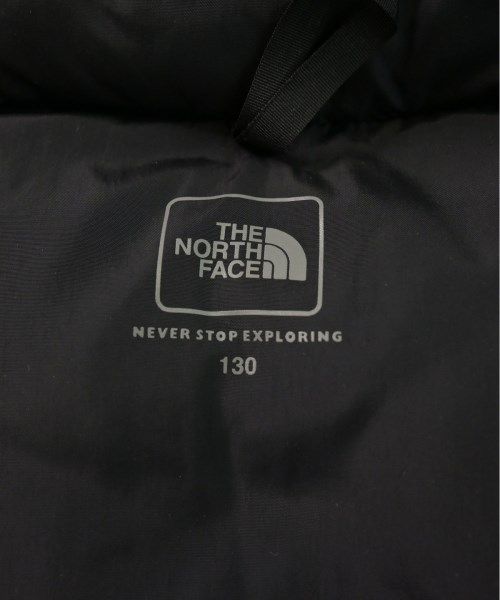 THE
NORTH
FACE
NEVER STOP EXPLORING
130